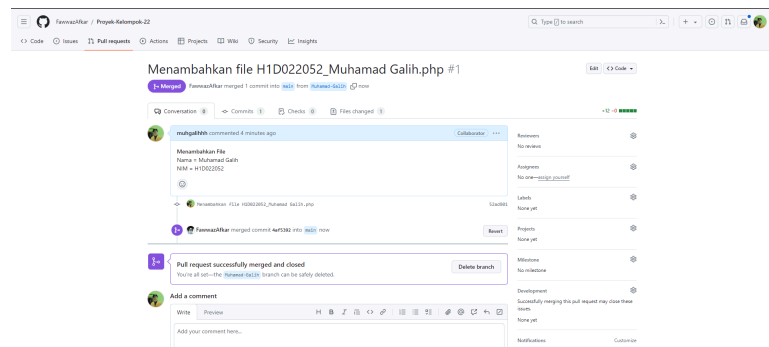 FawwazAfkar / Proyek-Kelompok-22
Type / to search
<> Code Issues Pull requests 1 Actions Projects Wiki Security Insights
Menambahkan file H1D022052_Muhamad Galih.php #1
Edit <> Code
Merged FawwazAfkar merged 1 commit into main from Muhamad-Galih now
Conversation 0 Commits 1 Checks 0 Files changed 1 +12 −0
muhgalihhh commented 4 minutes ago Collaborator ...
Menambahkan File
Nama = Muhamad Galih
NIM = H1D022052
Menambahkan file H1D022052_Muhamad Galih.php
FawwazAfkar merged commit 4af5392 into main now Revert
Pull request successfully merged and closed
You're all set—the Muhamad-Galih branch can be safely deleted.
Delete branch
Add a comment
Write Preview H B I <>
Add your comment here...
Reviewers
No reviews
Assignees
No one—assign yourself
Labels
None yet
Projects
None yet
Milestone
No milestone
Development
Successfully merging this pull request may close these
issues.
None yet
Notifications Customize